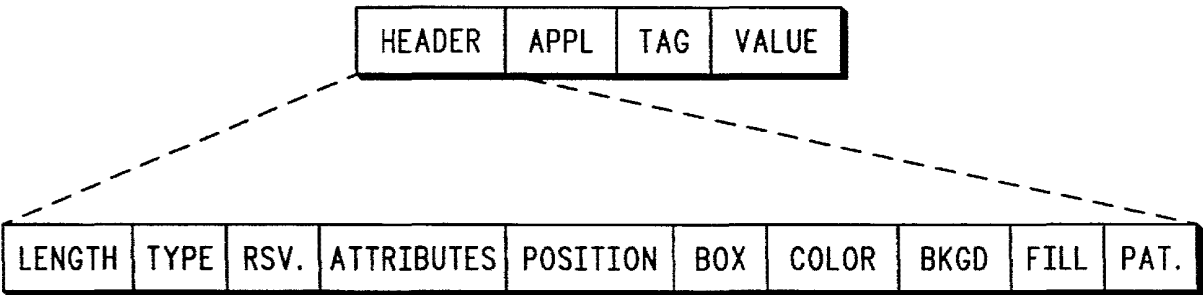 HEADER APPL TAG VALUE
LENGTH TYPE RSV. ATTRIBUTES POSITION BOX COLOR BKGD FILL PAT.